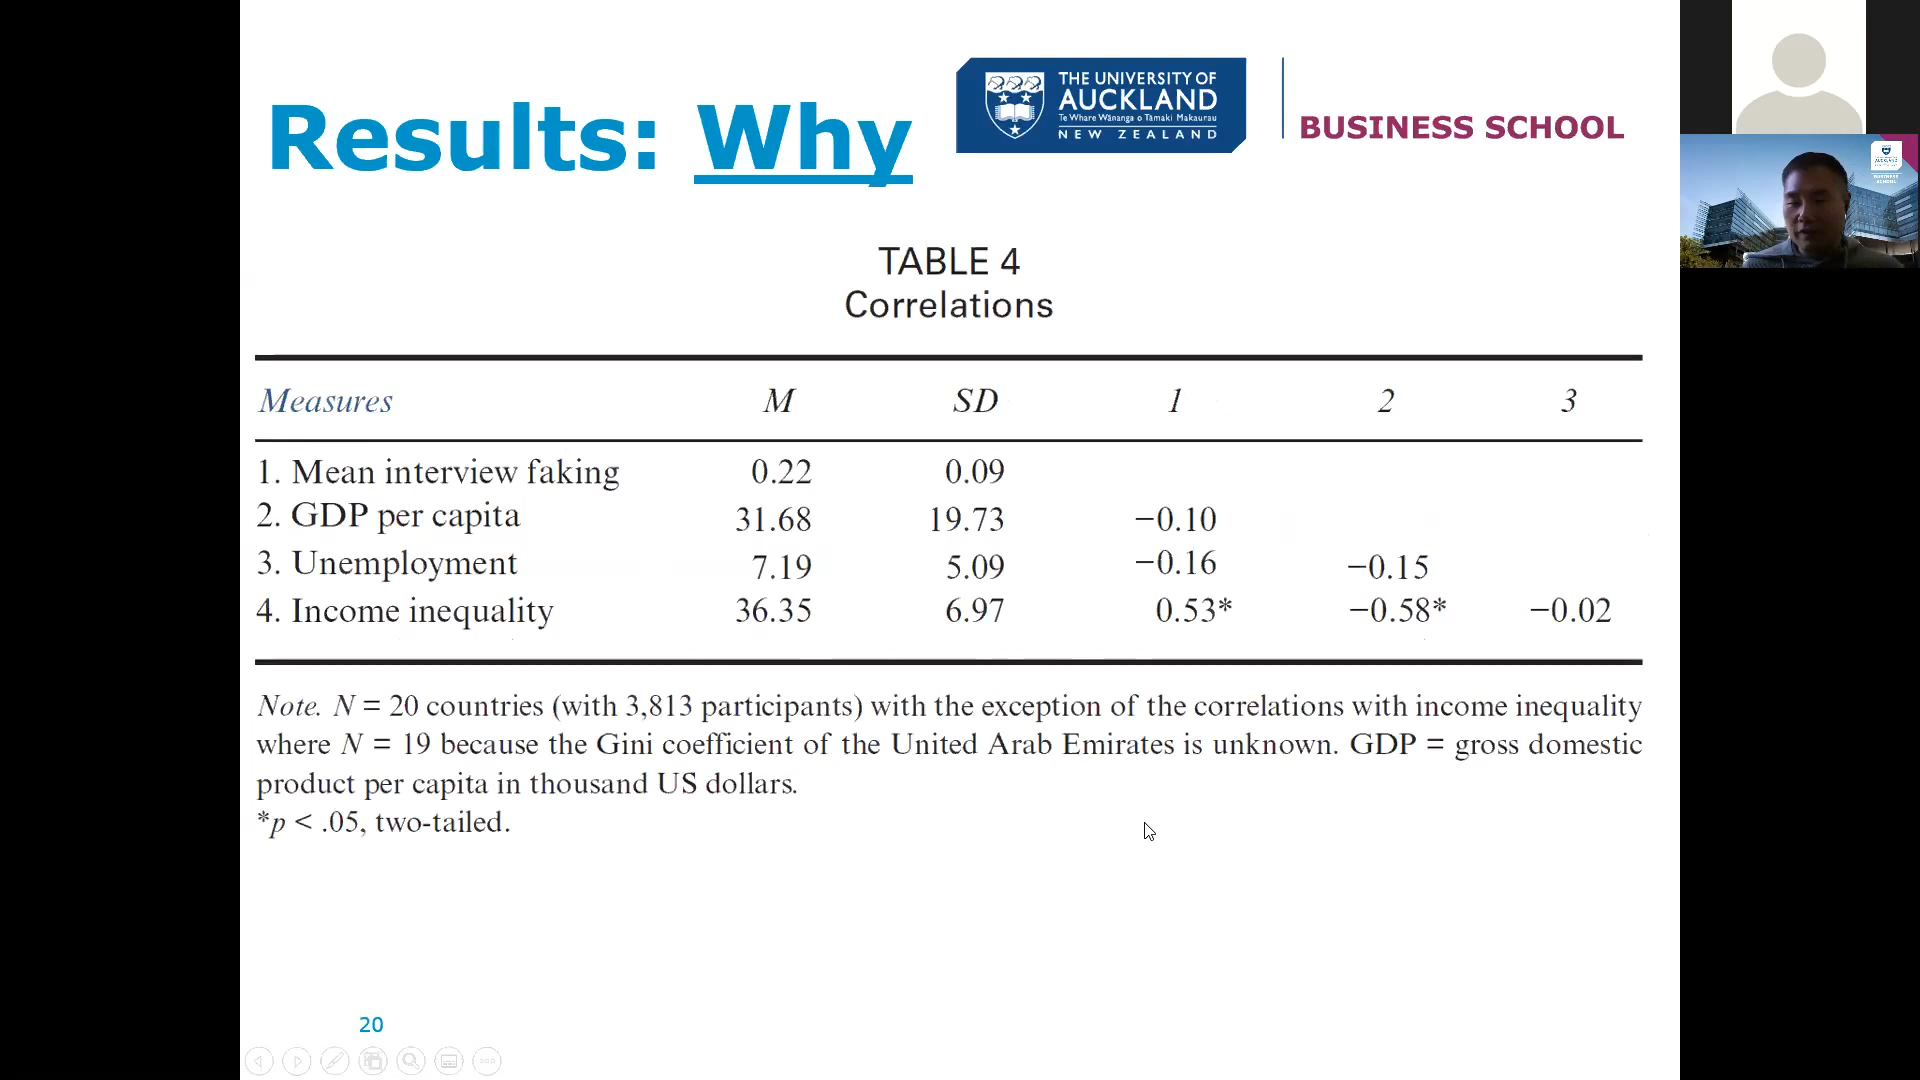 Results: Why
THE UNIVERSITY OF
AUCKLAND
Te Whare Wānanga o Tāmaki Makaurau
NEW ZEALAND
BUSINESS SCHOOL
AUCKLAND
BUSINESS
SCHOOL
TABLE 4
Correlations
Measures M SD 1 2 3
1. Mean interview faking 0.22 0.09
2. GDP per capita 31.68 19.73 −0.10
3. Unemployment 7.19 5.09 −0.16 −0.15
4. Income inequality 36.35 6.97 0.53* −0.58* −0.02
Note. N = 20 countries (with 3,813 participants) with the exception of the correlations with income inequality
where N = 19 because the Gini coefficient of the United Arab Emirates is unknown. GDP = gross domestic
product per capita in thousand US dollars.
*p < .05, two-tailed.
20